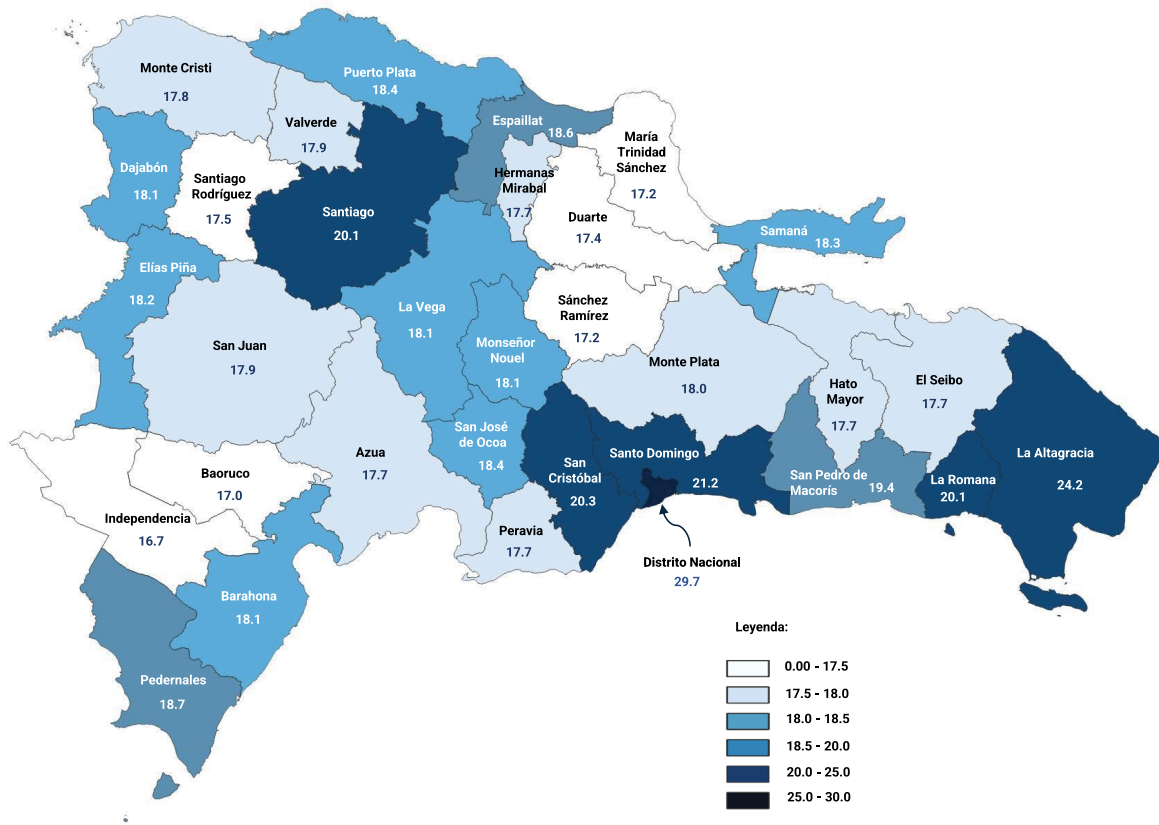 Monte Cristi
17.8
Puerto Plata
18.4
Valverde
17.9
Espaillat
18.6
María
Trinidad
Sánchez
17.2
Dajabón
18.1
Santiago
Rodríguez
17.5
Hermanas
Mirabal
17.7
Santiago
20.1
Duarte
17.4
Samaná
18.3
Elías Piña
18.2
La Vega
18.1
Sánchez
Ramírez
17.2
San Juan
17.9
Monseñor
Nouel
18.1
Monte Plata
18.0
Hato
Mayor
17.7
El Seibo
17.7
San José
de Ocoa
18.4
Azua
17.7
San
Cristóbal
20.3
Santo Domingo
21.2
San Pedro de
Macorís
19.4
La Romana
20.1
La Altagracia
24.2
Baoruco
17.0
Independencia
16.7
Peravia
17.7
Distrito Nacional
29.7
Barahona
18.1
Pedernales
18.7
Leyenda:
0.00 - 17.5
17.5 - 18.0
18.0 - 18.5
18.5 - 20.0
20.0 - 25.0
25.0 - 30.0